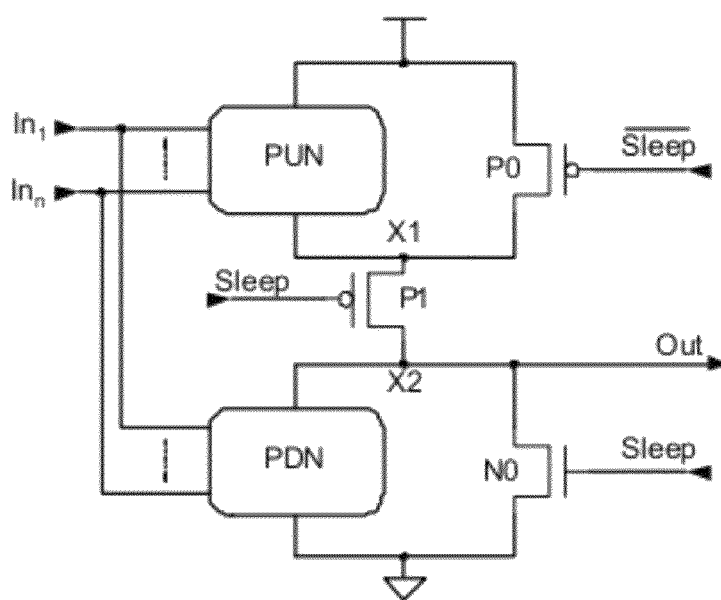 In1
PUN
P0
Sleep
Inn
X1
Sleep
P1
Out
X2
PDN
N0
Sleep